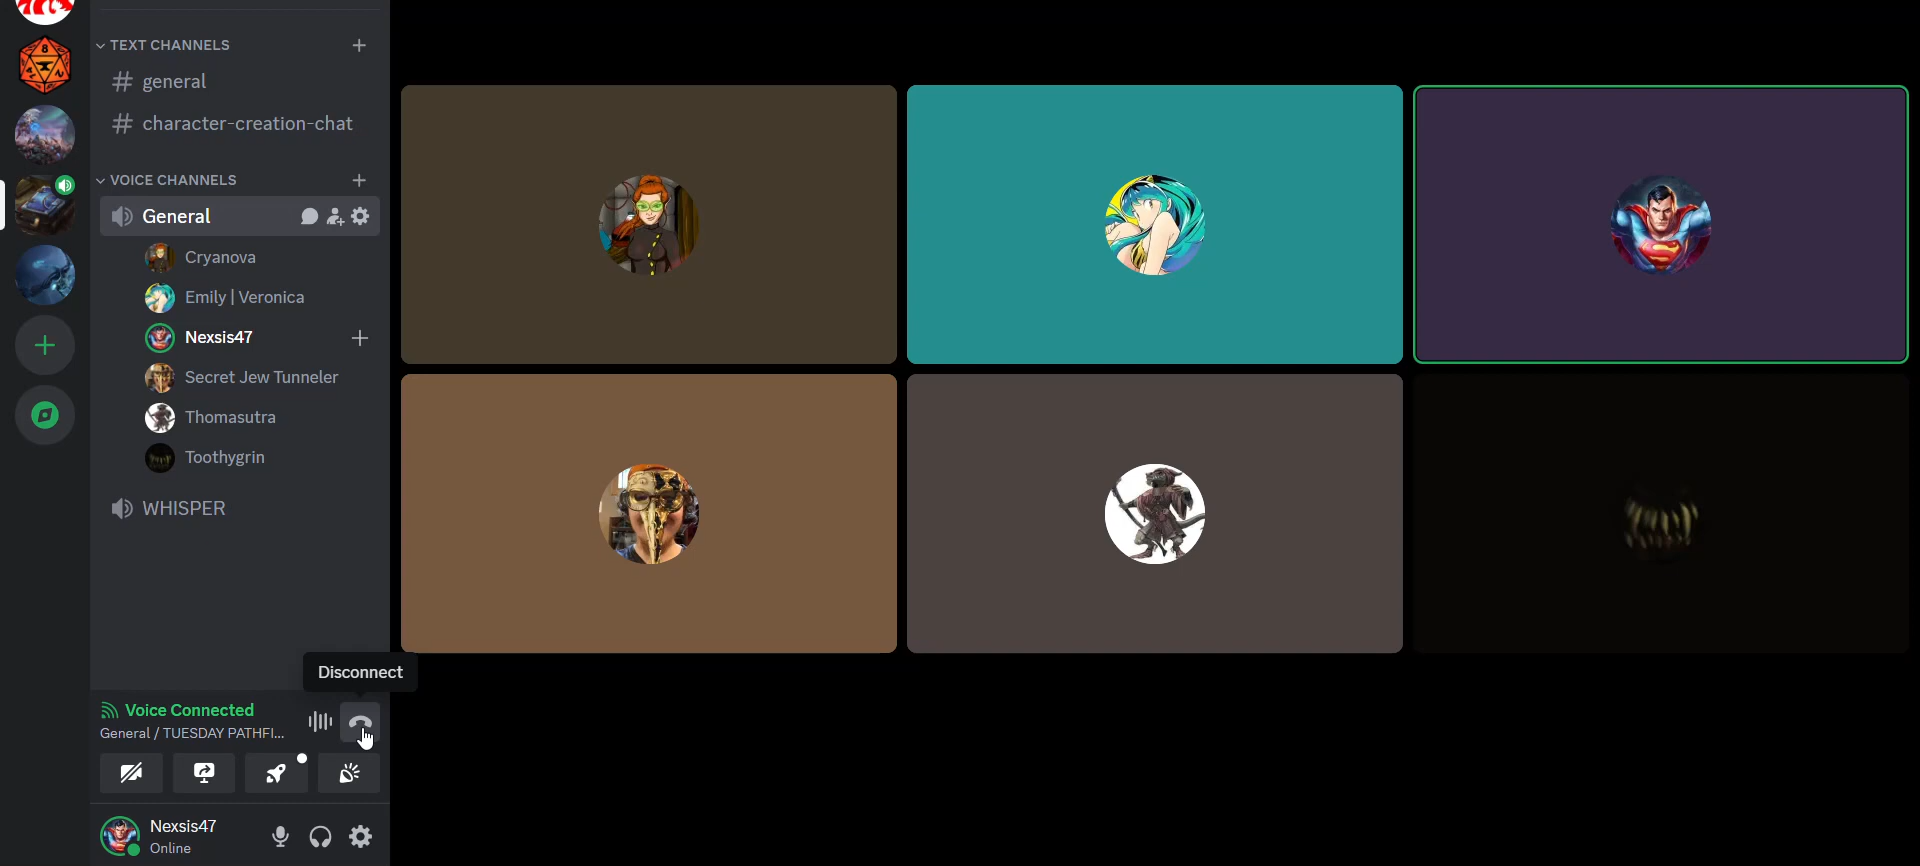 TEXT CHANNELS
general
character-creation-chat
VOICE CHANNELS
General
Cryanova
Emily | Veronica
Nexsis47
Secret Jew Tunneler
Thomasutra
Toothygrin
WHISPER
Disconnect
Voice Connected
General / TUESDAY PATHFI...
Nexsis47
Online